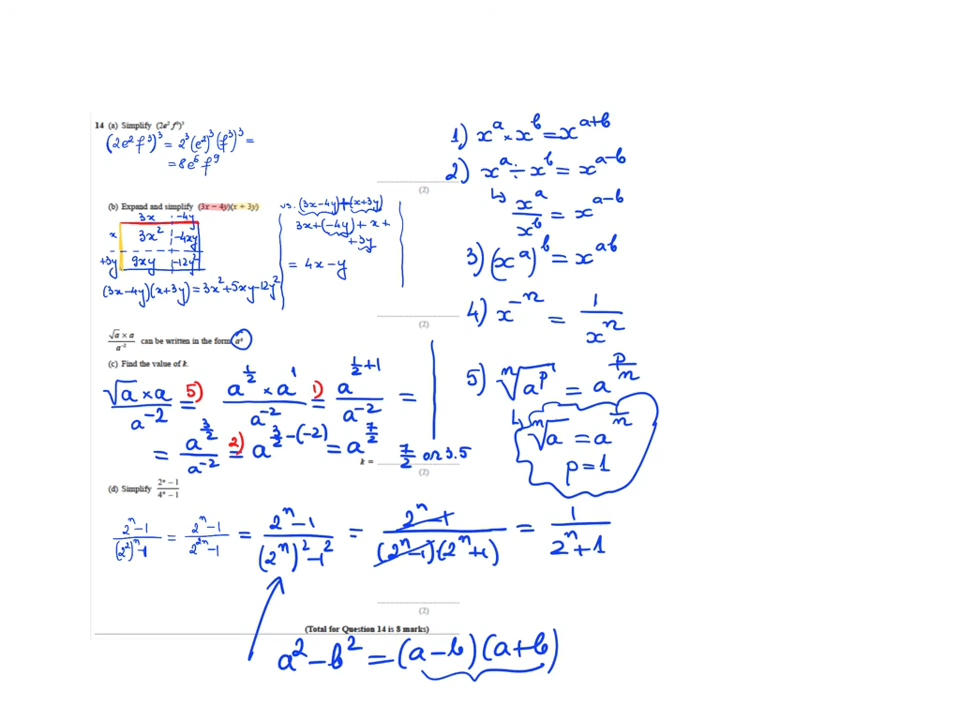 14 (a) Simplify (2e² f³)³
(2e² f³)³ = 2³ (e²)³ (f³)³ =
= 8e⁶ f⁹
(2)
(b) Expand and simplify (3x − 4y)(x + 3y)
3x -4y
x 3x² -4xy
+3y 9xy -12y²
(3x-4y)(x+3y) = 3x² + 5xy - 12y²
vs. (3x-4y)+(x+3y)
3x+(-4y)+x+
+3y
= 4x - y
(2)
√a × a / a⁻² can be written in the form aᵏ
(c) Find the value of k.
√a × a / a⁻² 5) = a^(1/2) × a¹ / a⁻² 1) = a^(1/2 + 1) / a⁻² =
= a^(3/2) / a⁻² 2) = a^(3/2 - (-2)) = a^(7/2)
k = 7/2 or 3.5
(2)
(d) Simplify 2ⁿ − 1 / 4ⁿ − 1
2ⁿ-1 / (2²)ⁿ-1 = 2ⁿ-1 / 2²ⁿ-1 = 2ⁿ-1 / (2ⁿ)²-1² = 2ⁿ-1 / (2ⁿ-1)(2ⁿ+1) = 1 / 2ⁿ+1
(2)
(Total for Question 14 is 8 marks)
a² - b² = (a-b)(a+b)
1) xᵃ × xᵇ = xᵃ⁺ᵇ
2) xᵃ ÷ xᵇ = xᵃ⁻ᵇ
↳ xᵃ / xᵇ = xᵃ⁻ᵇ
3) (xᵃ)ᵇ = xᵃᵇ
4) x⁻ⁿ = 1 / xⁿ
5) ⁿ√aᵖ = a^(p/n)
↳ ⁿ√a = a^(1/n)
p = 1